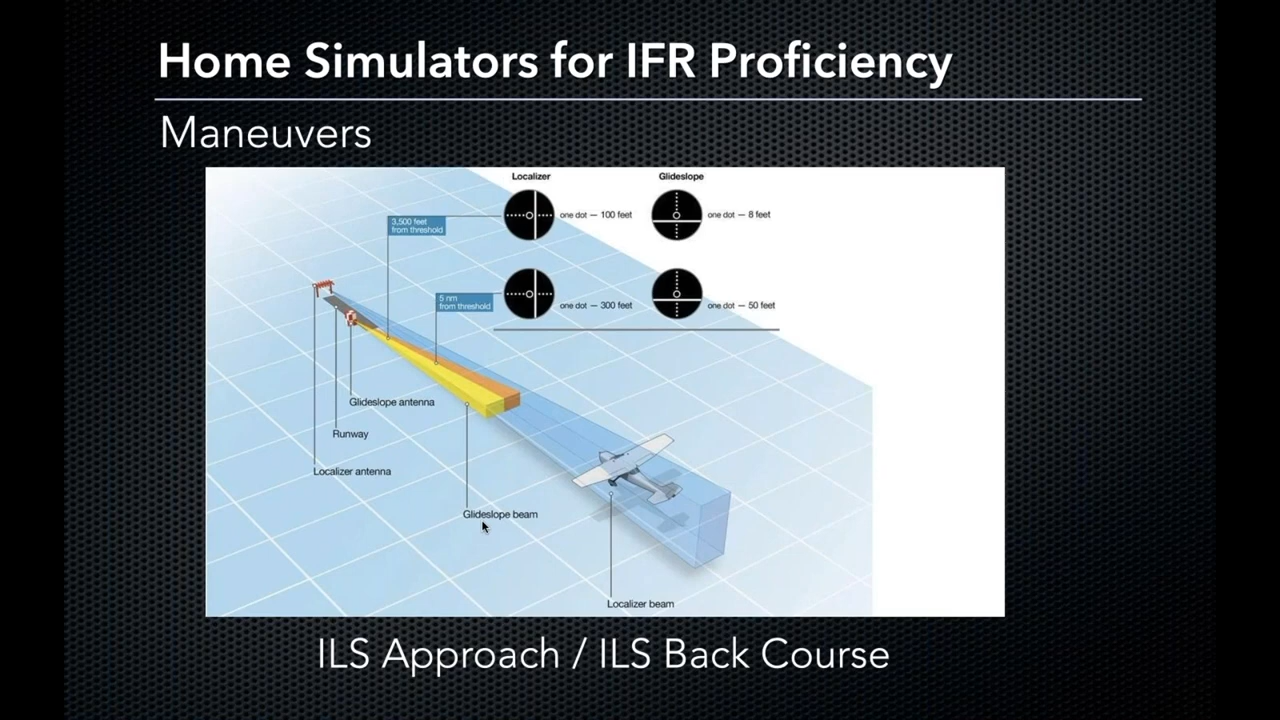 Home Simulators for IFR Proficiency
Maneuvers
Localizer
Glideslope
3,500 feet
from threshold
one dot — 100 feet
one dot — 8 feet
5 nm
from threshold
one dot — 300 feet
one dot — 50 feet
Glideslope antenna
Runway
Localizer antenna
Glideslope beam
Localizer beam
ILS Approach / ILS Back Course